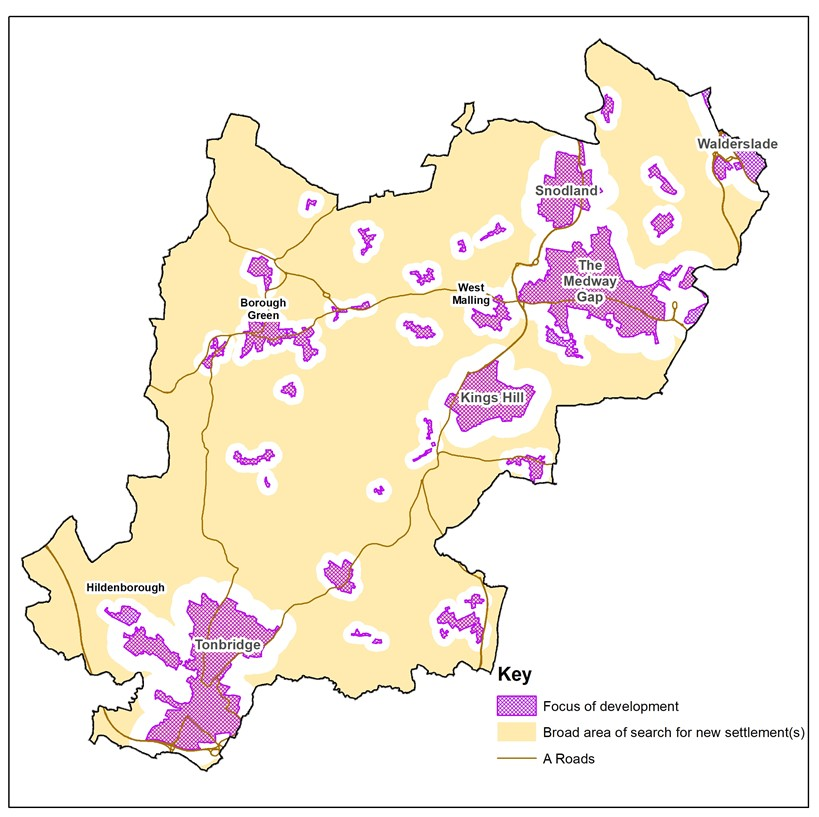 Walderslade
Snodland
The
Medway
Gap
West
Malling
Borough
Green
Kings Hill
Hildenborough
Tonbridge
Key
Focus of development
Broad area of search for new settlement(s)
A Roads